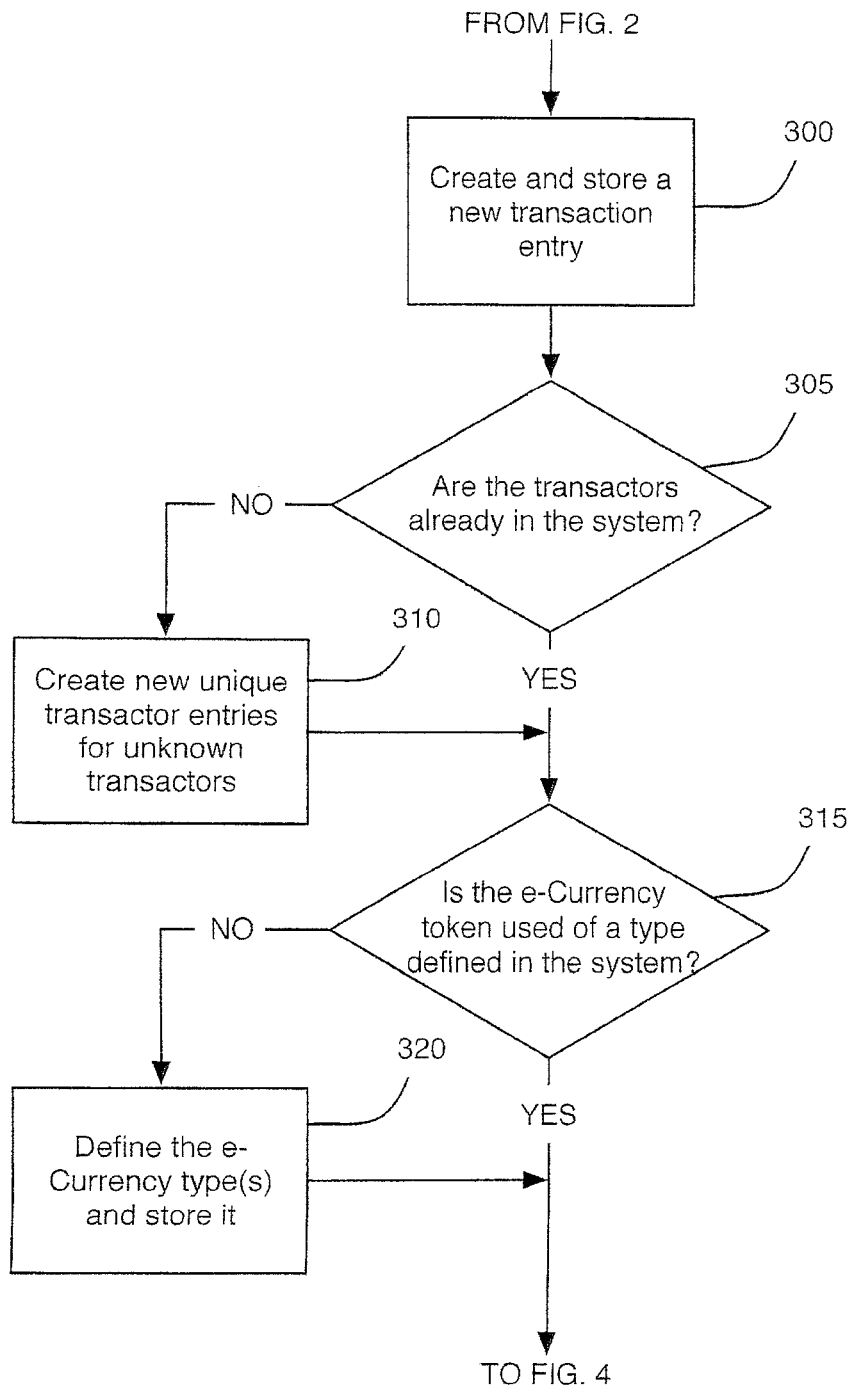 FROM FIG. 2
300
Create and store a
new transaction
entry
305
Are the transactors
already in the system?
NO
310
Create new unique
transactor entries
for unknown
transactors
YES
315
Is the e-Currency
token used of a type
defined in the system?
NO
320
Define the e-
Currency type(s)
and store it
YES
TO FIG. 4